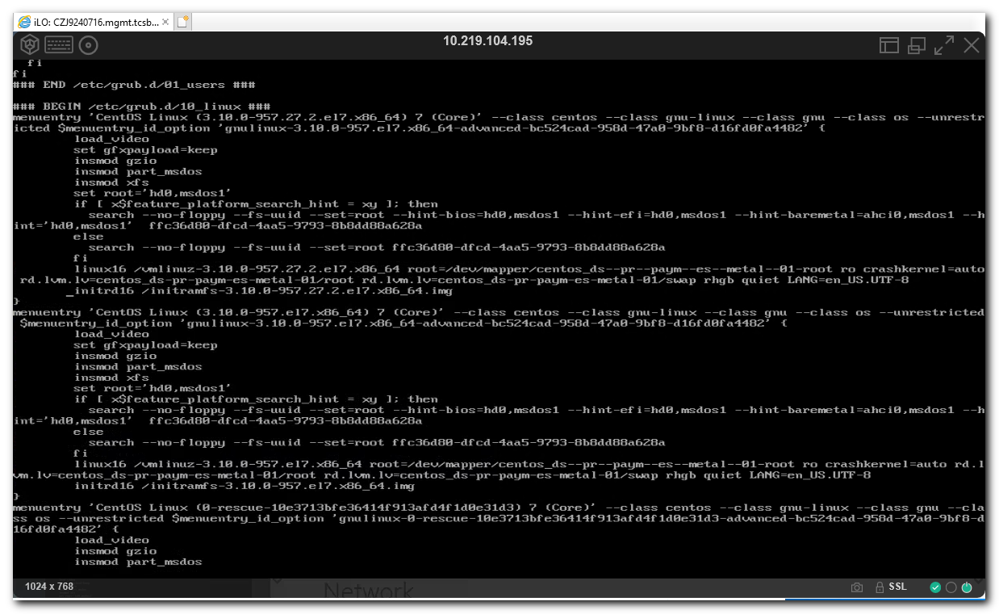 iLO: CZJ9240716.mgmt.tcsb...
10.219.104.195
fi
fi
### END /etc/grub.d/01_users ###
### BEGIN /etc/grub.d/10_linux ###
menuentry 'CentOS Linux (3.10.0-957.27.2.el7.x86_64) 7 (Core)' --class centos --class gnu-linux --class gnu --class os --unrestr
icted $menuentry_id_option 'gnulinux-3.10.0-957.el7.x86_64-advanced-bc524cad-958d-47a0-9bf8-d16fd0fa4482' {
load_video
set gfxpayload=keep
insmod gzio
insmod part_msdos
insmod xfs
set root='hd0,msdos1'
if [ x$feature_platform_search_hint = xy ]; then
search --no-floppy --fs-uuid --set=root --hint-bios=hd0,msdos1 --hint-efi=hd0,msdos1 --hint-baremetal=ahci0,msdos1 --h
int='hd0,msdos1'  ffc36d80-dfcd-4aa5-9793-8b8dd88a628a
else
search --no-floppy --fs-uuid --set=root ffc36d80-dfcd-4aa5-9793-8b8dd88a628a
fi
linux16 /vmlinuz-3.10.0-957.27.2.el7.x86_64 root=/dev/mapper/centos_ds--pr--paym--es--metal--01-root ro crashkernel=auto
rd.lvm.lv=centos_ds-pr-paym-es-metal-01/root rd.lvm.lv=centos_ds-pr-paym-es-metal-01/swap rhgb quiet LANG=en_US.UTF-8
_initrd16 /initramfs-3.10.0-957.27.2.el7.x86_64.img
}
menuentry 'CentOS Linux (3.10.0-957.el7.x86_64) 7 (Core)' --class centos --class gnu-linux --class gnu --class os --unrestricted
$menuentry_id_option 'gnulinux-3.10.0-957.el7.x86_64-advanced-bc524cad-958d-47a0-9bf8-d16fd0fa4482' {
load_video
set gfxpayload=keep
insmod gzio
insmod part_msdos
insmod xfs
set root='hd0,msdos1'
if [ x$feature_platform_search_hint = xy ]; then
search --no-floppy --fs-uuid --set=root --hint-bios=hd0,msdos1 --hint-efi=hd0,msdos1 --hint-baremetal=ahci0,msdos1 --h
int='hd0,msdos1'  ffc36d80-dfcd-4aa5-9793-8b8dd88a628a
else
search --no-floppy --fs-uuid --set=root ffc36d80-dfcd-4aa5-9793-8b8dd88a628a
fi
linux16 /vmlinuz-3.10.0-957.el7.x86_64 root=/dev/mapper/centos_ds--pr--paym--es--metal--01-root ro crashkernel=auto rd.l
vm.lv=centos_ds-pr-paym-es-metal-01/root rd.lvm.lv=centos_ds-pr-paym-es-metal-01/swap rhgb quiet LANG=en_US.UTF-8
initrd16 /initramfs-3.10.0-957.el7.x86_64.img
}
menuentry 'CentOS Linux (0-rescue-10e3713bfe36414f913afd4f1d0e31d3) 7 (Core)' --class centos --class gnu-linux --class gnu --cla
ss os --unrestricted $menuentry_id_option 'gnulinux-0-rescue-10e3713bfe36414f913afd4f1d0e31d3-advanced-bc524cad-958d-47a0-9bf8-d
16fd0fa4482' {
load_video
insmod gzio
insmod part_msdos
1024 x 768
Network
SSL